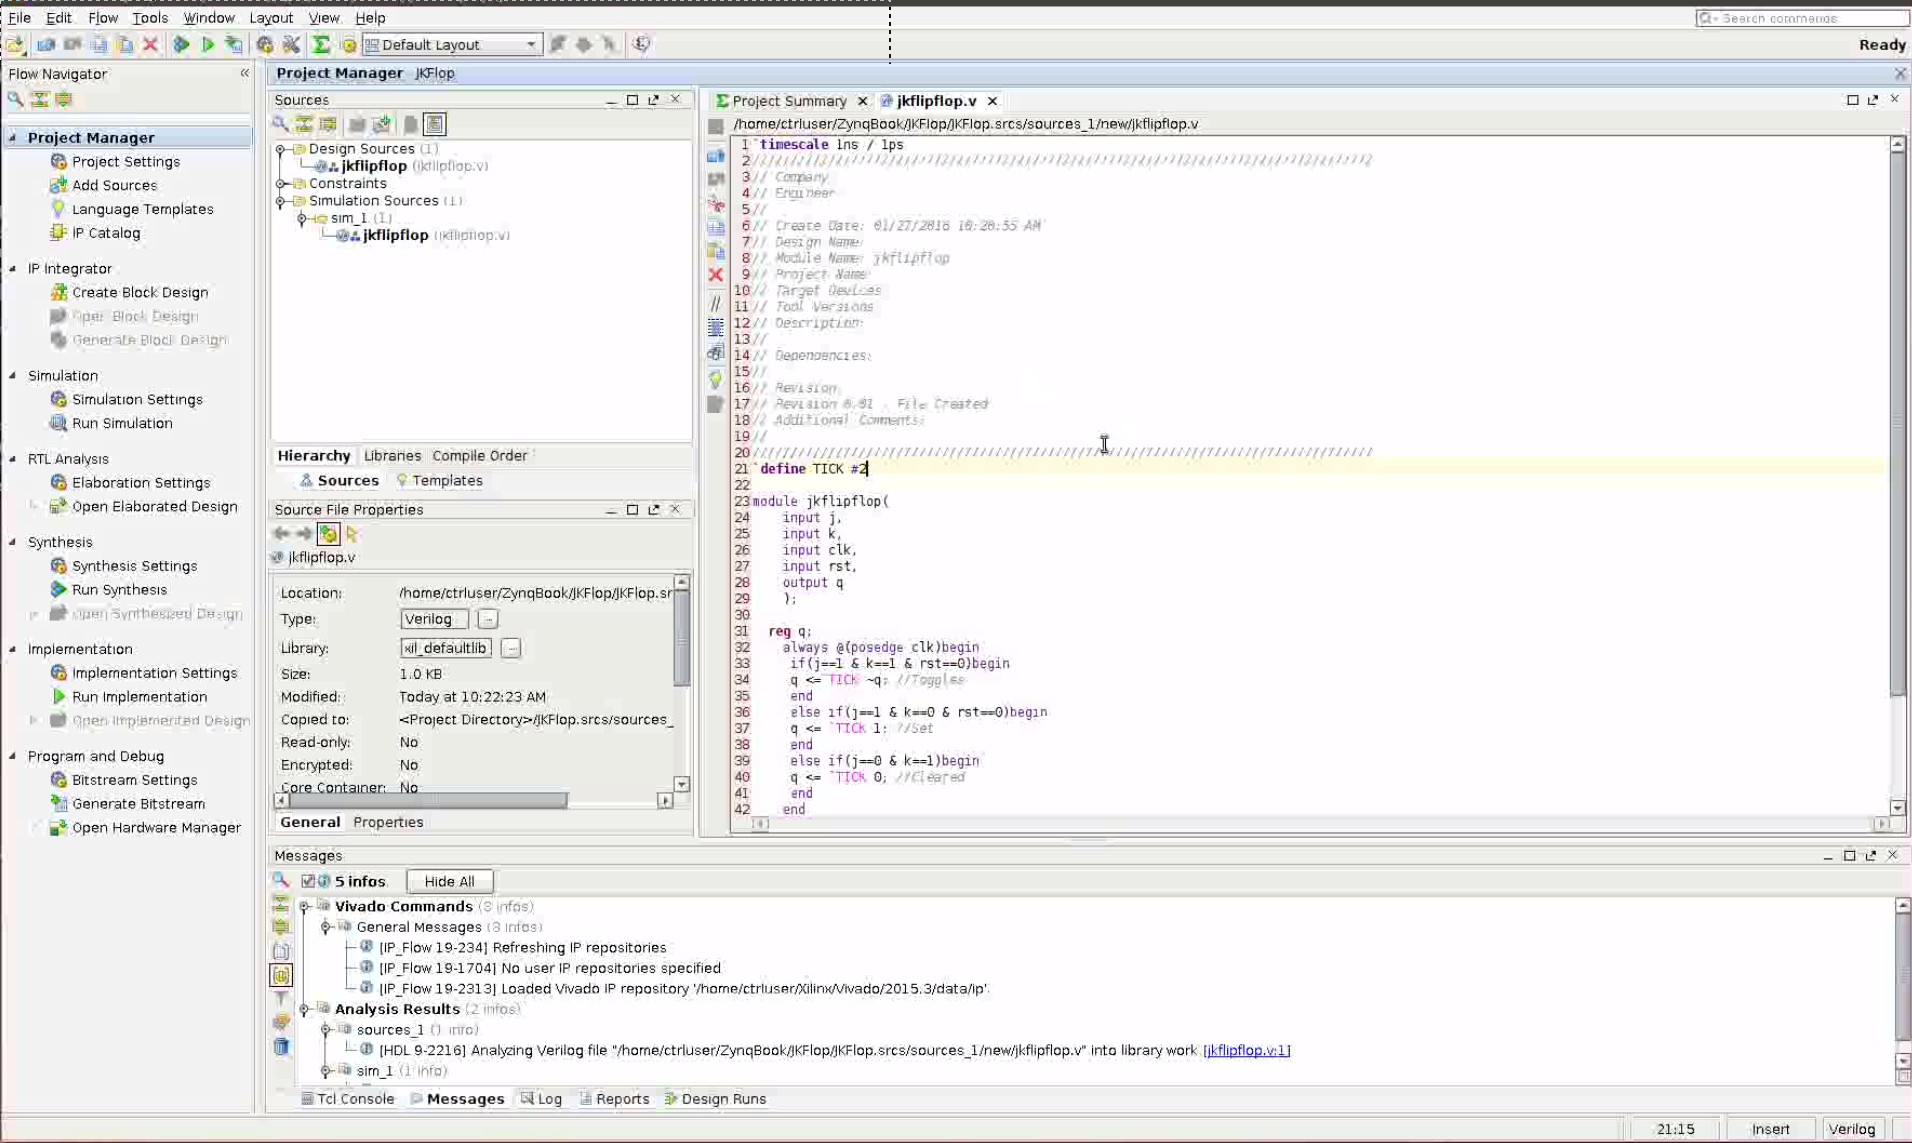 File Edit Flow Tools Window Layout View Help
Search commands
Default Layout
Ready
Flow Navigator
Project Manager
Project Settings
Add Sources
Language Templates
IP Catalog
IP Integrator
Create Block Design
Open Block Design
Generate Block Design
Simulation
Simulation Settings
Run Simulation
RTL Analysis
Elaboration Settings
Open Elaborated Design
Synthesis
Synthesis Settings
Run Synthesis
Open Synthesized Design
Implementation
Implementation Settings
Run Implementation
Open Implemented Design
Program and Debug
Bitstream Settings
Generate Bitstream
Open Hardware Manager
Project Manager JKFlop
Sources
Design Sources (1)
jkflipflop (jkflipflop.v)
Constraints
Simulation Sources (1)
sim_1 (1)
jkflipflop (jkflipflop.v)
Hierarchy Libraries Compile Order
Sources Templates
Source File Properties
jkflipflop.v
Location: /home/ctrluser/ZynqBook/JKFlop/JKFlop.sr
Type: Verilog
Library: xil_defaultlib
Size: 1.0 KB
Modified: Today at 10:22:23 AM
Copied to: <Project Directory>/JKFlop.srcs/sources_
Read-only: No
Encrypted: No
Core Container: No
General Properties
Project Summary jkflipflop.v
/home/ctrluser/ZynqBook/JKFlop/JKFlop.srcs/sources_1/new/jkflipflop.v
1 `timescale 1ns / 1ps
2 //////////////////////////////////////////////////////////////////////////////////
3 // Company:
4 // Engineer:
5 //
6 // Create Date: 01/27/2016 10:20:55 AM
7 // Design Name:
8 // Module Name: jkflipflop
9 // Project Name:
10 // Target Devices:
11 // Tool Versions:
12 // Description:
13 //
14 // Dependencies:
15 //
16 // Revision:
17 // Revision 0.01 - File Created
18 // Additional Comments:
19 //
20 //////////////////////////////////////////////////////////////////////////////////
21 `define TICK #2
22
23 module jkflipflop(
24 input j,
25 input k,
26 input clk,
27 input rst,
28 output q
29 );
30
31 reg q;
32 always @(posedge clk)begin
33 if(j==1 & k==1 & rst==0)begin
34 q <=`TICK ~q; //Toggles
35 end
36 else if(j==1 & k==0 & rst==0)begin
37 q <= `TICK 1; //Set
38 end
39 else if(j==0 & k==1)begin
40 q <= `TICK 0; //Cleared
41 end
42 end
Messages
5 infos Hide All
Vivado Commands (3 infos)
General Messages (3 infos)
[IP_Flow 19-234] Refreshing IP repositories
[IP_Flow 19-1704] No user IP repositories specified
[IP_Flow 19-2313] Loaded Vivado IP repository '/home/ctrluser/Xilinx/Vivado/2015.3/data/ip'.
Analysis Results (2 infos)
sources_1 (1 info)
[HDL 9-2216] Analyzing Verilog file "/home/ctrluser/ZynqBook/JKFlop/JKFlop.srcs/sources_1/new/jkflipflop.v" into library work [jkflipflop.v:1]
sim_1 (1 info)
Tcl Console Messages Log Reports Design Runs
21:15 Insert Verilog